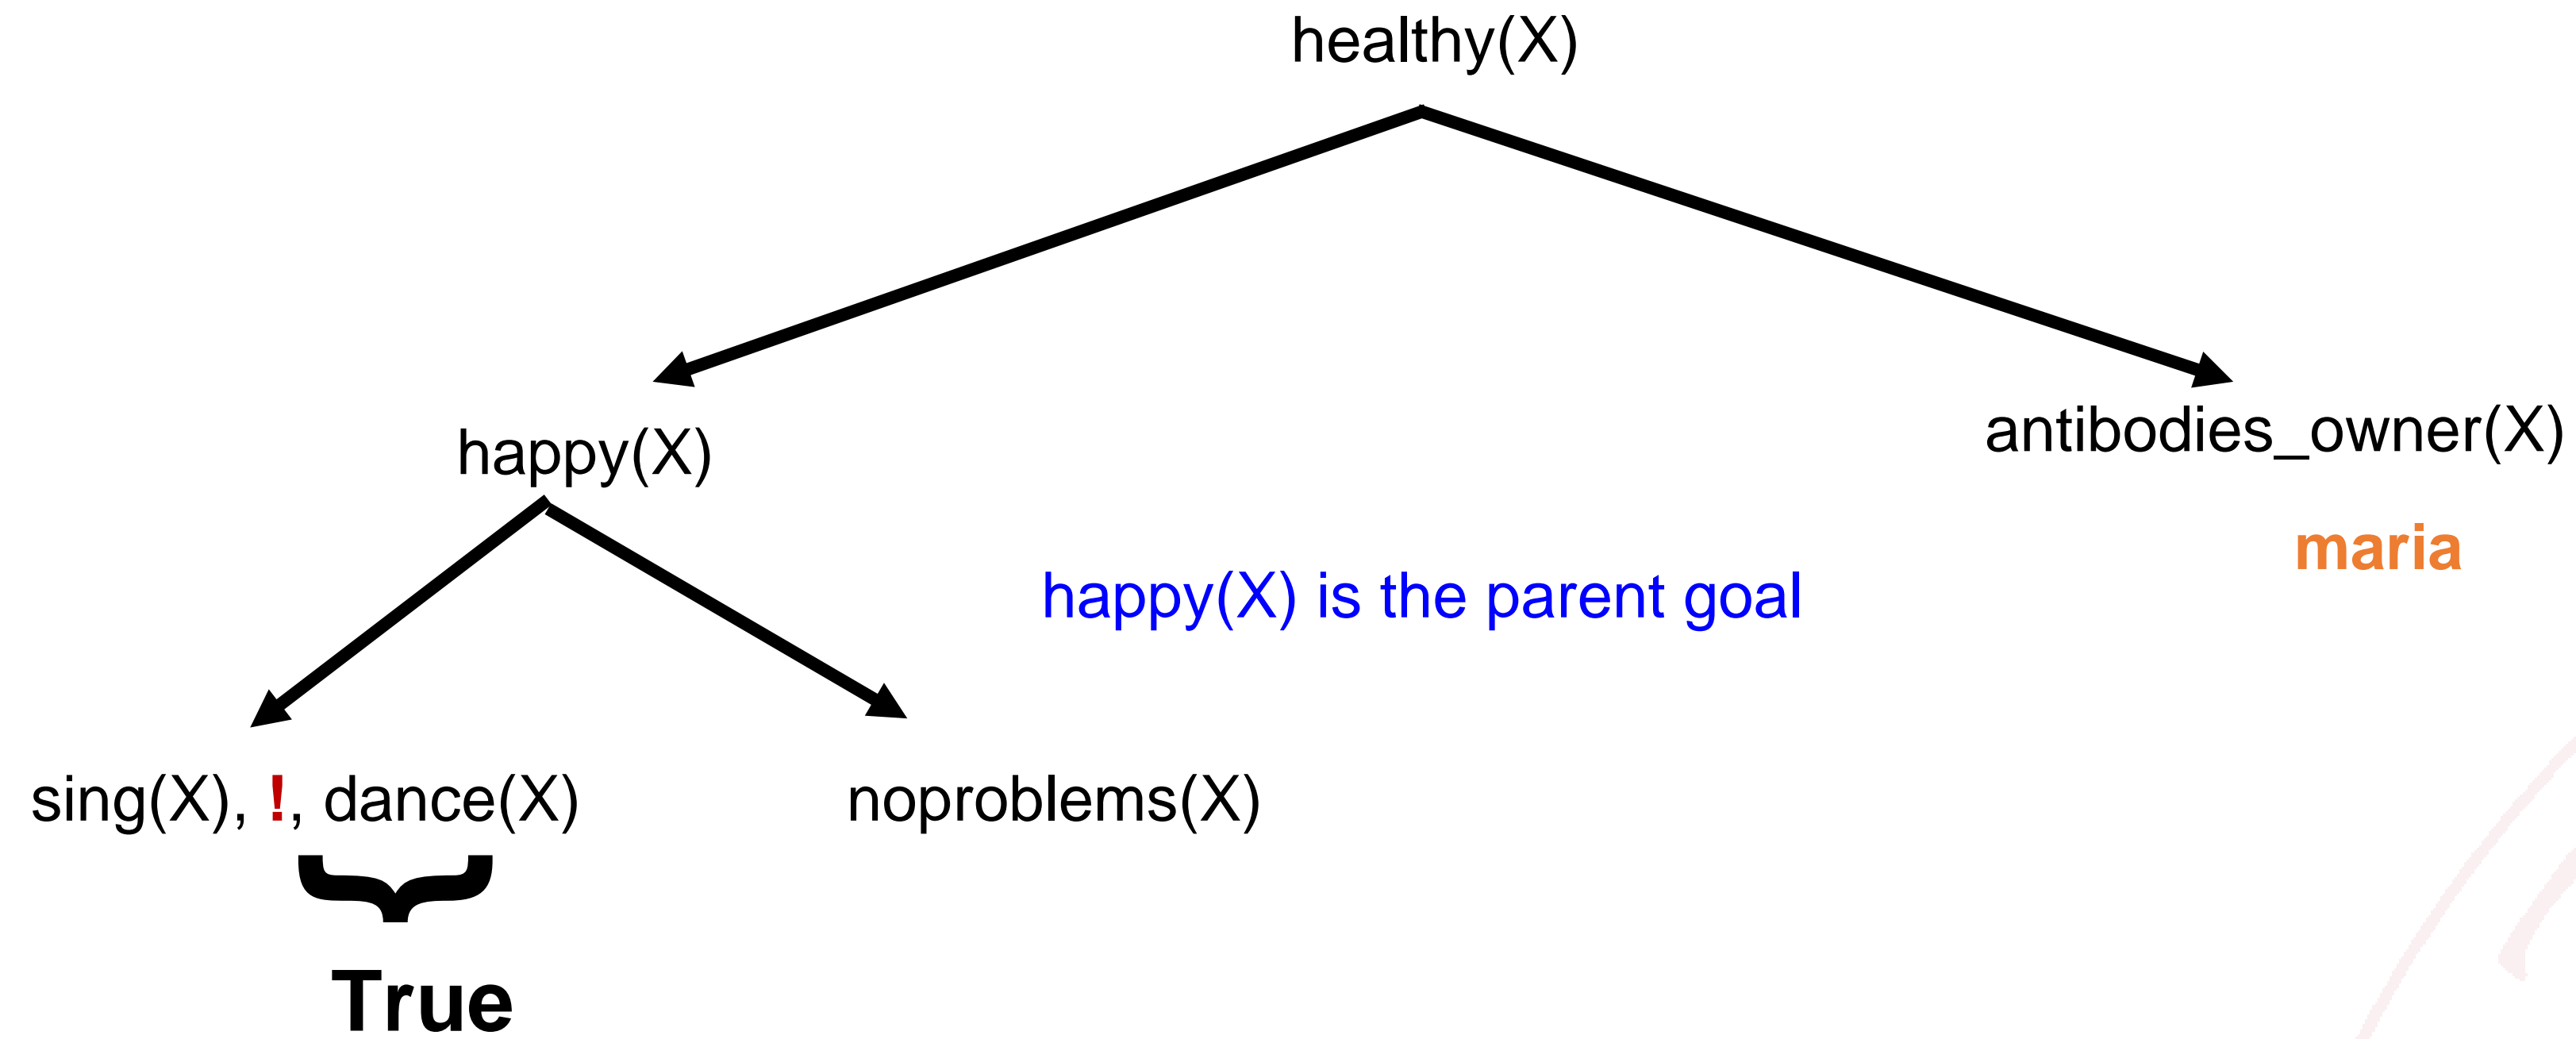 healthy(X)
happy(X)
antibodies_owner(X)
maria
happy(X) is the parent goal
sing(X), !, dance(X)
noproblems(X)
True